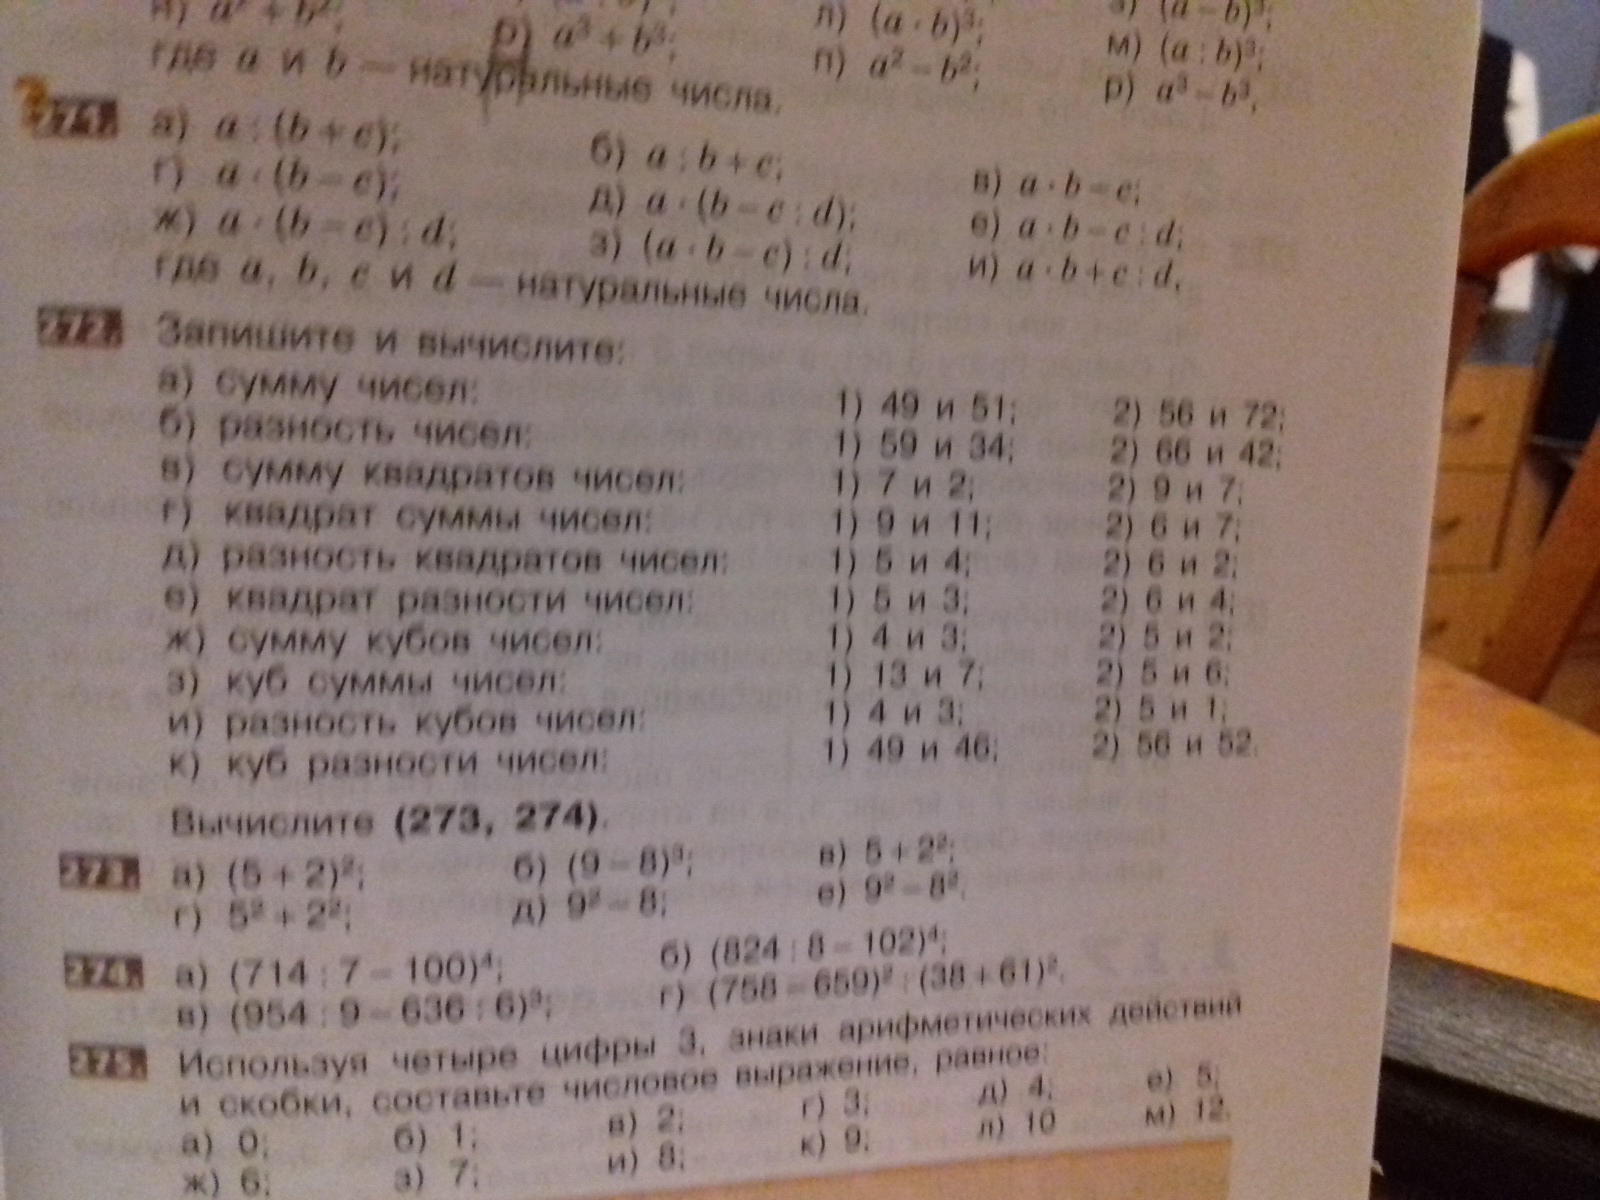 н) a² + b²; л) (a · b)³; з) (a − b)³;
р) a³ + b³; п) a² − b²; м) (a : b)³;
где a и b — натуральные числа. р) a³ − b³,
271. а) a : (b + c); б) a : b + c; в) a · b − c;
г) a · (b − c); д) a · (b − c : d); е) a · b − c : d;
ж) a · (b − c) : d; з) (a · b − c) : d; и) a · b + c : d,
где a, b, c и d — натуральные числа.
272. Запишите и вычислите:
а) сумму чисел: 1) 49 и 51; 2) 56 и 72;
б) разность чисел: 1) 59 и 34; 2) 66 и 42;
в) сумму квадратов чисел: 1) 7 и 2; 2) 9 и 7;
г) квадрат суммы чисел: 1) 9 и 11; 2) 6 и 7;
д) разность квадратов чисел: 1) 5 и 4; 2) 6 и 2;
е) квадрат разности чисел: 1) 5 и 3; 2) 6 и 4;
ж) сумму кубов чисел: 1) 4 и 3; 2) 5 и 2;
з) куб суммы чисел: 1) 13 и 7; 2) 5 и 6;
и) разность кубов чисел: 1) 4 и 3; 2) 5 и 1;
к) куб разности чисел: 1) 49 и 46; 2) 56 и 52.
Вычислите (273, 274).
273. а) (5 + 2)²; б) (9 − 8)³; в) 5 + 2²;
г) 5² + 2²; д) 9² − 8; е) 9² − 8².
274. а) (714 : 7 − 100)⁴; б) (824 : 8 − 102)⁴;
в) (954 : 9 − 636 : 6)³; г) (758 − 659)² : (38 + 61)².
275. Используя четыре цифры 3, знаки арифметических действий
и скобки, составьте числовое выражение, равное:
а) 0; б) 1; в) 2; г) 3; д) 4; е) 5;
ж) 6; з) 7; и) 8; к) 9; л) 10 м) 12.